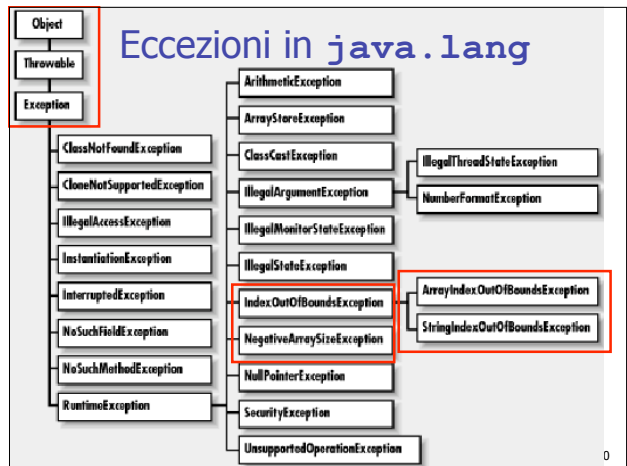 Eccezioni in java.lang
Object
Throwable
Exception
ClassNotFoundException
CloneNotSupportedException
IllegalAccessException
InstantiationException
InterruptedException
NoSuchFieldException
NoSuchMethodException
RuntimeException
ArithmeticException
ArrayStoreException
ClassCastException
IllegalArgumentException
IllegalMonitorStateException
IllegalStateException
IndexOutOfBoundsException
NegativeArraySizeException
NullPointerException
SecurityException
UnsupportedOperationException
IllegalThreadStateException
NumberFormatException
ArrayIndexOutOfBoundsException
StringIndexOutOfBoundsException
0